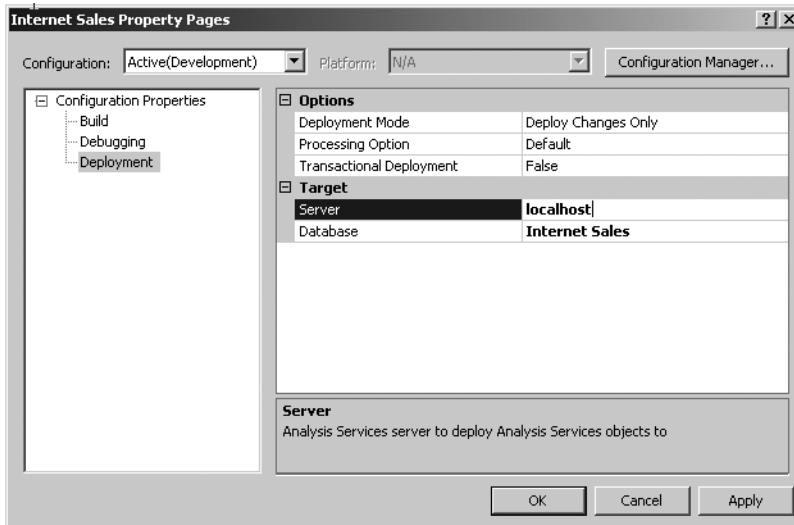 Internet Sales Property Pages ? x
Configuration: Active(Development) Platform: N/A Configuration Manager...
Configuration Properties
Build
Debugging
Deployment
Options
Deployment Mode Deploy Changes Only
Processing Option Default
Transactional Deployment False
Target
Server localhost
Database Internet Sales
Server
Analysis Services server to deploy Analysis Services objects to
OK Cancel Apply